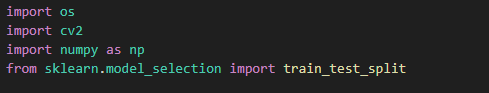 import os
import cv2
import numpy as np
from sklearn.model_selection import train_test_split